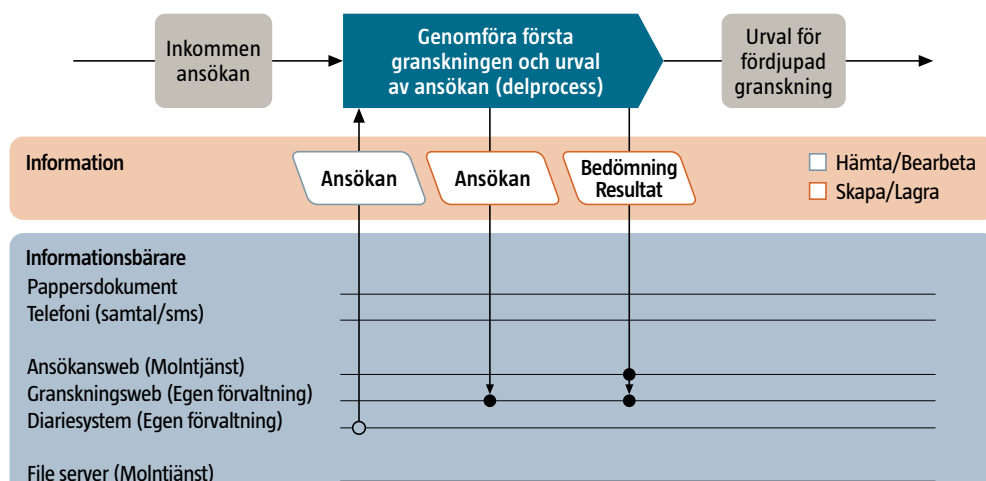 Inkommen
ansökan
Genomföra första
granskningen och urval
av ansökan (delprocess)
Urval för
fördjupad
granskning
Information
Ansökan
Ansökan
Bedömning
Resultat
Hämta/Bearbeta
Skapa/Lagra
Informationsbärare
Pappersdokument
Telefoni (samtal/sms)
Ansökansweb (Molntjänst)
Granskningsweb (Egen förvaltning)
Diariesystem (Egen förvaltning)
File server (Molntjänst)